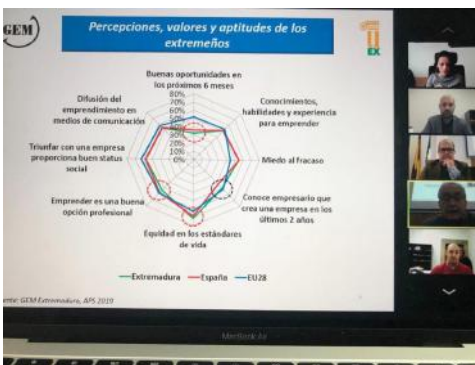 GEM
Percepciones, valores y aptitudes de los
extremeños
UEX
Buenas oportunidades en
los próximos 6 meses
80%
70%
60%
50%
40%
30%
20%
10%
0%
Difusión del
emprendimiento en
medios de comunicación
Conocimientos,
habilidades y experiencia
para emprender
Triunfar con una empresa
proporciona buen status
social
Miedo al fracaso
Emprender es una buena
opción profesional
Conoce empresario que
crea una empresa en los
últimos 2 años
Equidad en los estándares
de vida
Extremadura España EU28
GEM Extremadura, APS 2019
MacBook Air